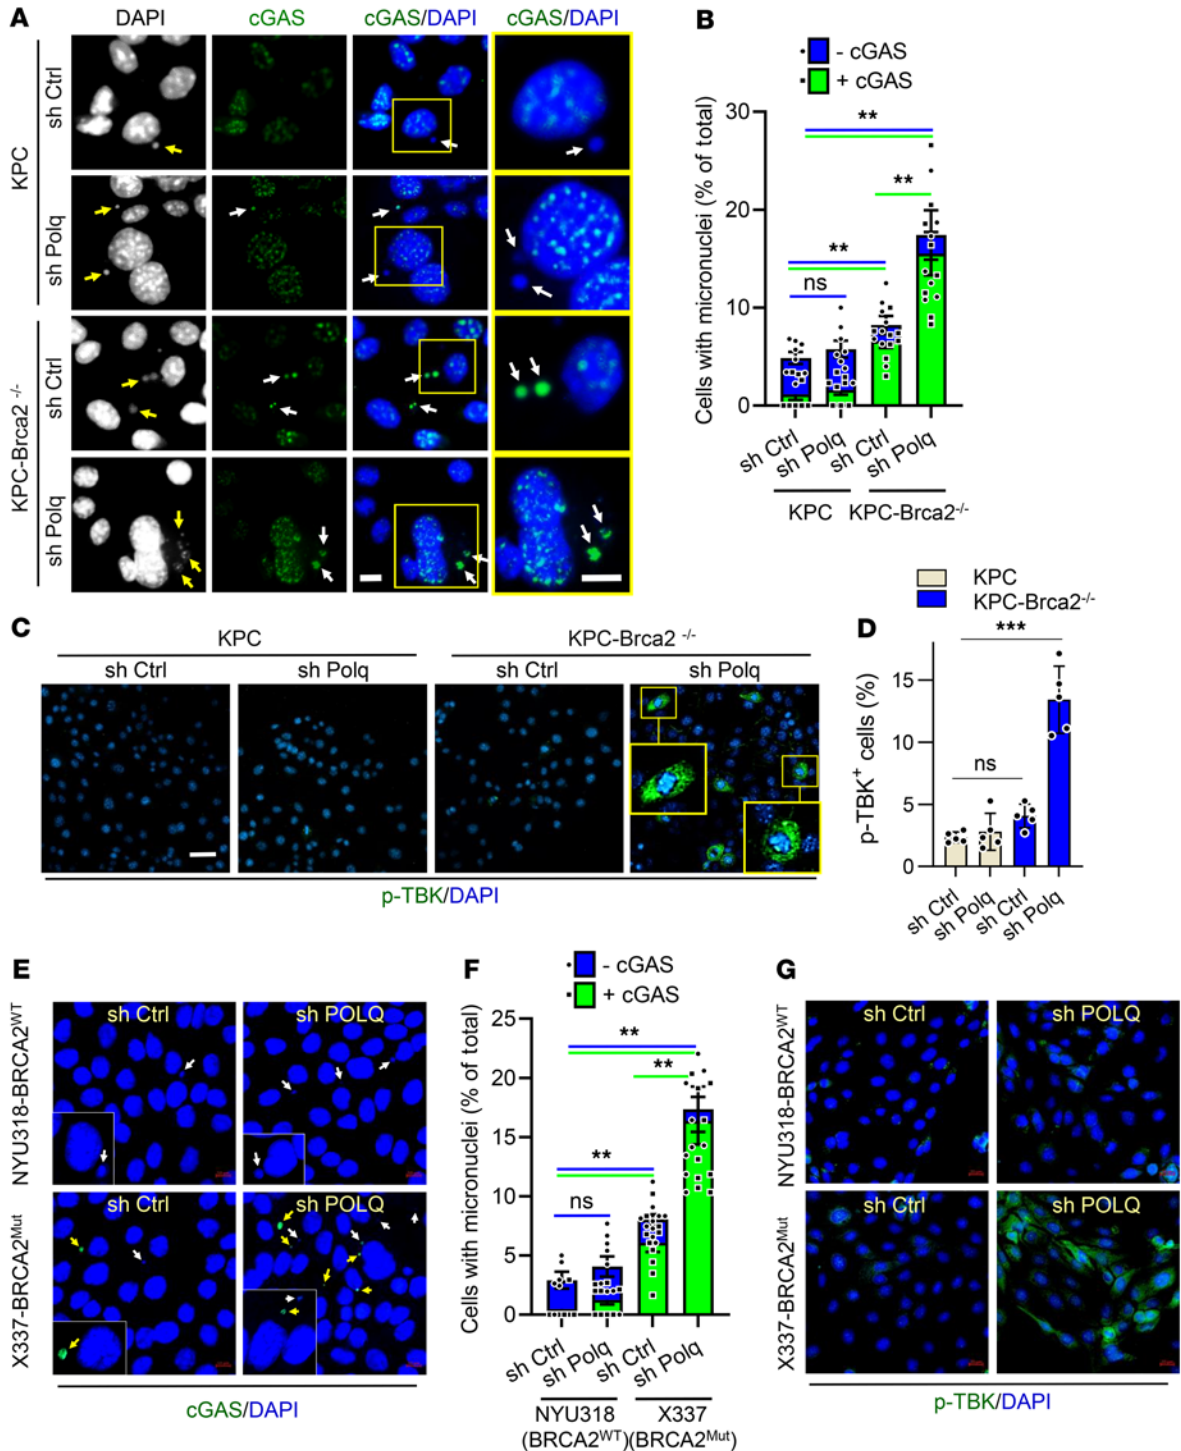 A
DAPI
cGAS
cGAS/DAPI
cGAS/DAPI
KPC
sh Ctrl
sh Polq
KPC-Brca2 -/-
sh Ctrl
sh Polq
B
- cGAS
+ cGAS
Cells with micronuclei (% of total)
30
20
10
0
**
**
**
ns
sh Ctrl
sh Polq
sh Ctrl
sh Polq
KPC
KPC-Brca2-/-
C
KPC
KPC-Brca2 -/-
sh Ctrl
sh Polq
sh Ctrl
sh Polq
p-TBK/DAPI
KPC
KPC-Brca2-/-
D
p-TBK+ cells (%)
15
10
5
0
***
ns
sh Ctrl
sh Polq
sh Ctrl
sh Polq
E
NYU318-BRCA2WT
sh Ctrl
sh POLQ
X337-BRCA2Mut
sh Ctrl
sh POLQ
cGAS/DAPI
F
- cGAS
+ cGAS
Cells with micronuclei (% of total)
25
20
15
10
5
0
**
**
**
ns
sh Ctrl
sh Polq
sh Ctrl
sh Polq
NYU318
(BRCA2WT)
X337
(BRCA2Mut)
G
NYU318-BRCA2WT
sh Ctrl
sh POLQ
X337-BRCA2Mut
sh Ctrl
sh POLQ
p-TBK/DAPI